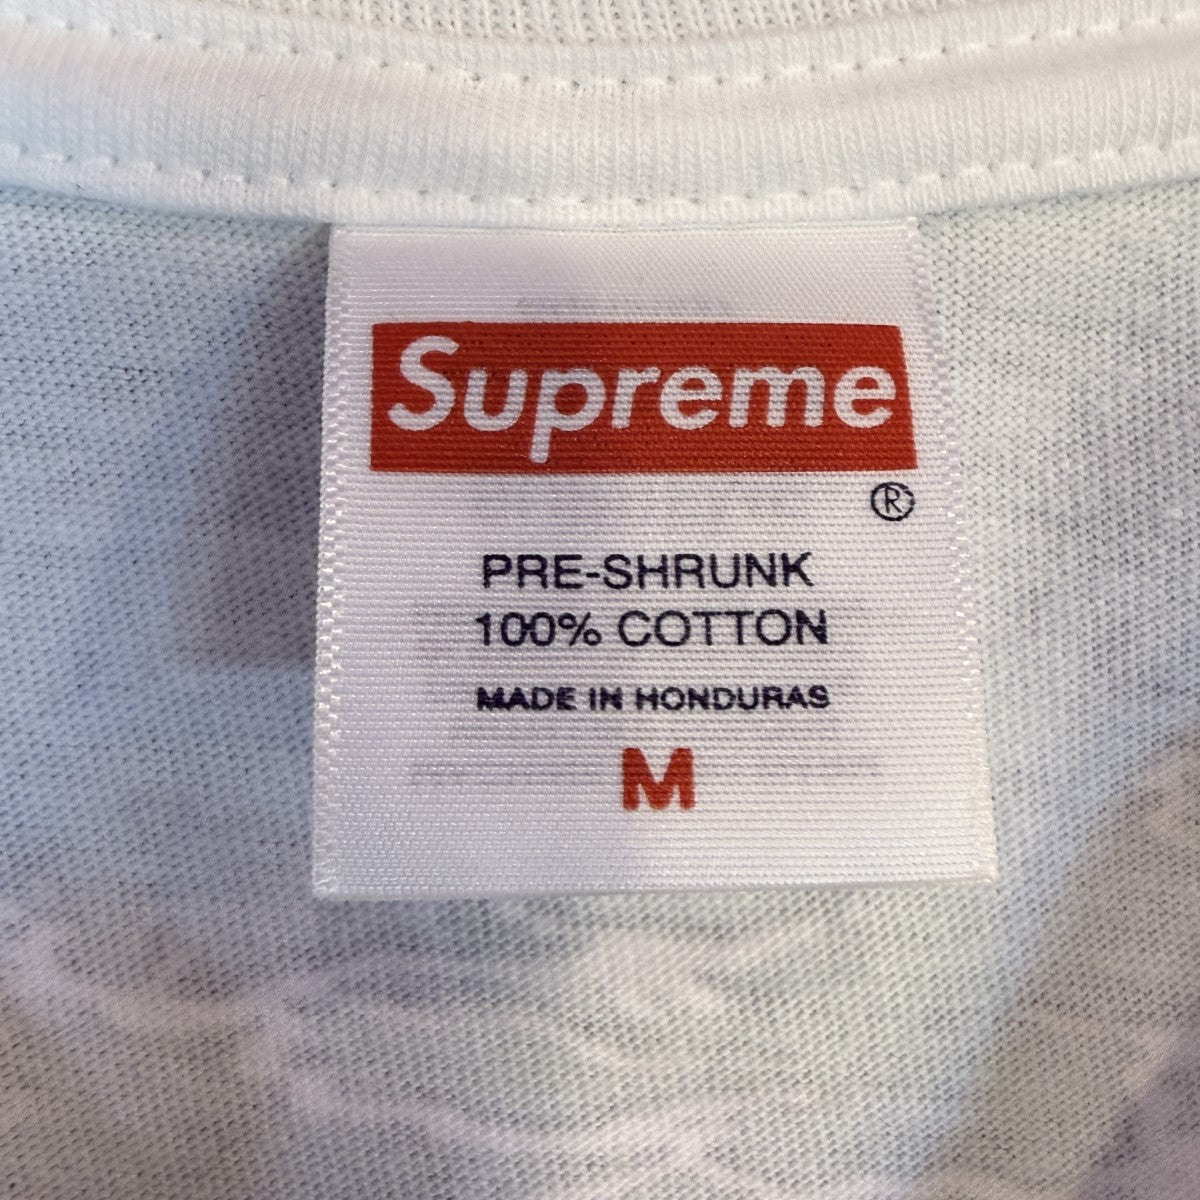 Supreme
®
PRE-SHRUNK
100% COTTON
MADE IN HONDURAS
M